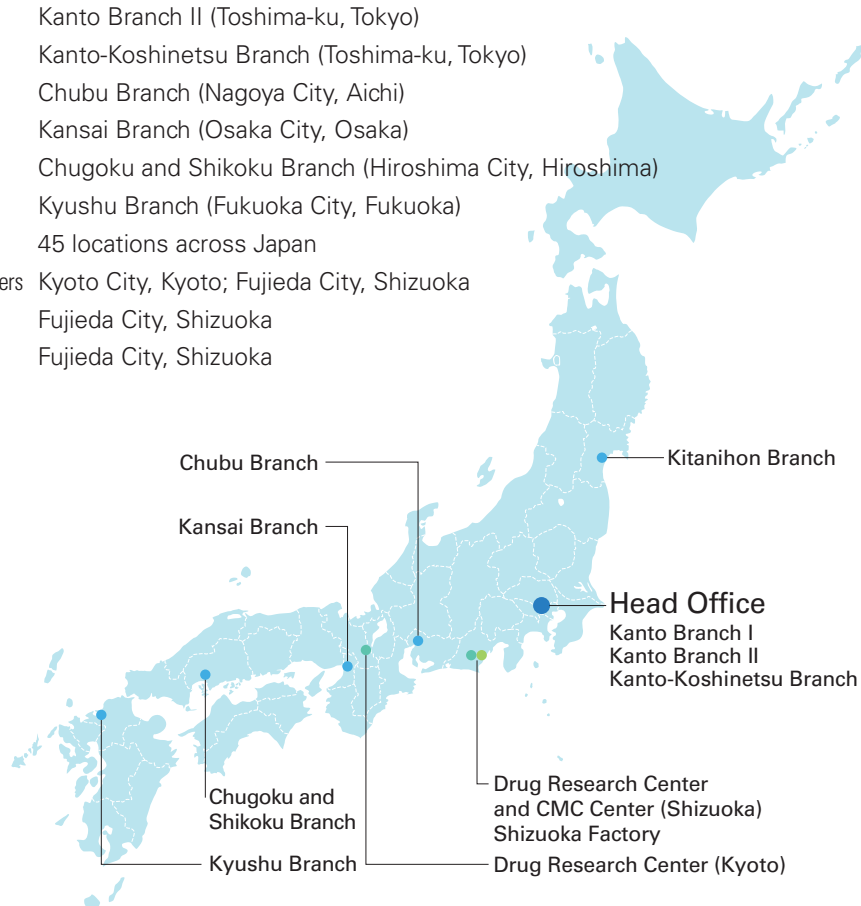 Kanto Branch II (Toshima-ku, Tokyo)
Kanto-Koshinetsu Branch (Toshima-ku, Tokyo)
Chubu Branch (Nagoya City, Aichi)
Kansai Branch (Osaka City, Osaka)
Chugoku and Shikoku Branch (Hiroshima City, Hiroshima)
Kyushu Branch (Fukuoka City, Fukuoka)
45 locations across Japan
ers Kyoto City, Kyoto; Fujieda City, Shizuoka
Fujieda City, Shizuoka
Fujieda City, Shizuoka
Chubu Branch
Kitanihon Branch
Kansai Branch
Head Office
Kanto Branch I
Kanto Branch II
Kanto-Koshinetsu Branch
Chugoku and
Shikoku Branch
Drug Research Center
and CMC Center (Shizuoka)
Shizuoka Factory
Kyushu Branch
Drug Research Center (Kyoto)